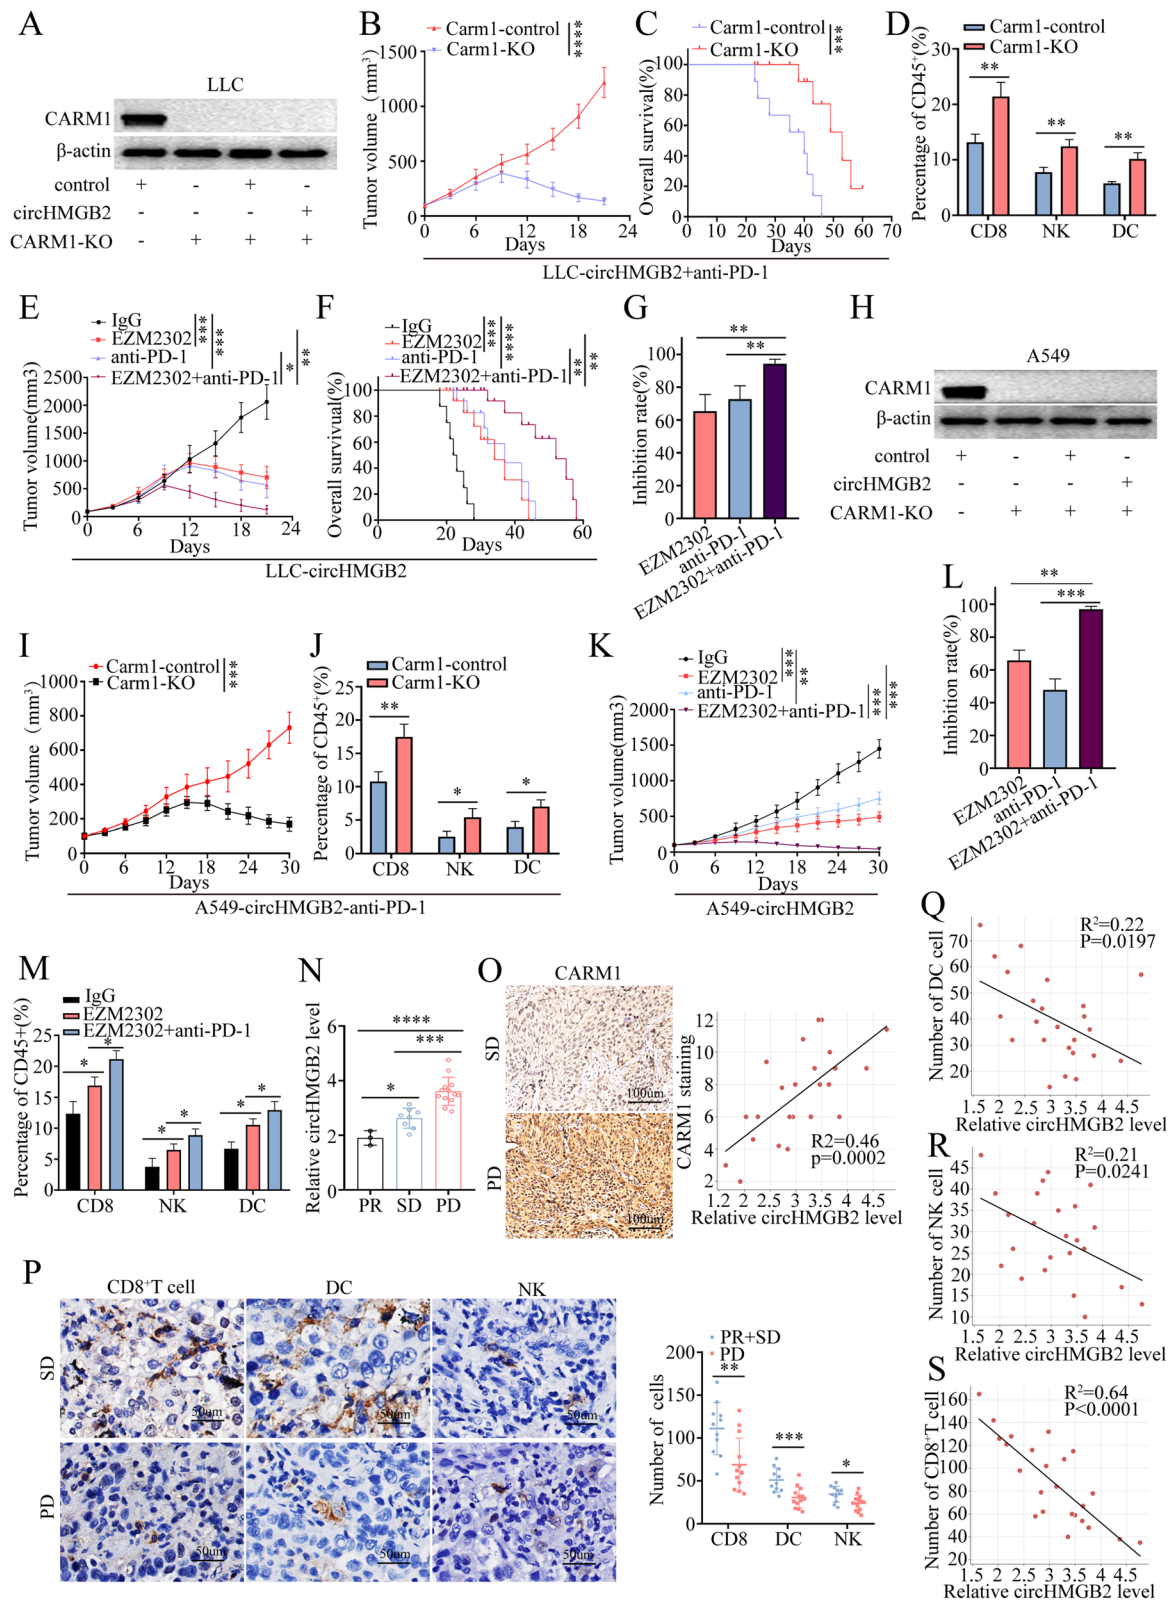 A
LLC
CARM1
β-actin
control + - + -
circHMGB2 - - - +
CARM1-KO - + + +
B
Carm1-control
Carm1-KO
****
Tumor volume (mm³)
1500
1000
500
0
0 6 12 18 24
Days
C
Carm1-control
Carm1-KO
***
Overall survival(%)
100
80
60
40
20
0
0 10 20 30 40 50 60 70
Days
LLC-circHMGB2+anti-PD-1
D
Carm1-control
Carm1-KO
Percentage of CD45⁺(%)
30
20
10
0
** ** **
CD8 NK DC
E
IgG
EZM2302
anti-PD-1
EZM2302+anti-PD-1
*** *** * **
Tumor volume(mm3)
2500
2000
1500
1000
500
0
0 6 12 18 24
Days
F
IgG
EZM2302
anti-PD-1
EZM2302+anti-PD-1
*** **** ** **
Overall survival(%)
100
80
60
40
20
0
0 20 40 60
Days
LLC-circHMGB2
G
**
**
Inhibition rate(%)
100
80
60
40
20
0
EZM2302
anti-PD-1
EZM2302+anti-PD-1
H
A549
CARM1
β-actin
control + - + -
circHMGB2 - - - +
CARM1-KO - + + +
I
Carm1-control
Carm1-KO
***
Tumor volume (mm³)
1000
800
600
400
200
0
0 6 12 18 24 30
Days
J
Carm1-control
Carm1-KO
Percentage of CD45⁺(%)
25
20
15
10
5
0
** * *
CD8 NK DC
A549-circHMGB2-anti-PD-1
K
IgG
EZM2302
anti-PD-1
EZM2302+anti-PD-1
*** ** *** ***
Tumor volume(mm3)
2000
1500
1000
500
0
0 6 12 18 24 30
Days
A549-circHMGB2
L
**
***
Inhibition rate(%)
100
80
60
40
20
0
EZM2302
anti-PD-1
EZM2302+anti-PD-1
M
IgG
EZM2302
EZM2302+anti-PD-1
Percentage of CD45+(%)
25
20
15
10
5
0
* * * * * *
CD8 NK DC
N
Relative circHMGB2 level
6
4
2
0
****
***
*
PR SD PD
O
CARM1
SD
100um
PD
100um
CARM1 staining
12
10
8
6
4
2
R2=0.46
p=0.0002
1.5 2 2.5 3 3.5 4 4.5
Relative circHMGB2 level
P
CD8⁺T cell DC NK
SD
50um 50um 50um
PD
50um 50um 50um
PR+SD
PD
Number of cells
200
150
100
50
0
** *** *
CD8 DC NK
Q
R²=0.22
P=0.0197
Number of DC cell
70
60
50
40
30
20
1.5 2 2.5 3 3.5 4 4.5
Relative circHMGB2 level
R
R²=0.21
P=0.0241
Number of NK cell
45
40
35
30
25
20
15
10
1.5 2 2.5 3 3.5 4 4.5
Relative circHMGB2 level
S
R²=0.64
P<0.0001
Number of CD8⁺T cell
160
140
120
100
80
60
40
20
1.5 2 2.5 3 3.5 4 4.5
Relative circHMGB2 level